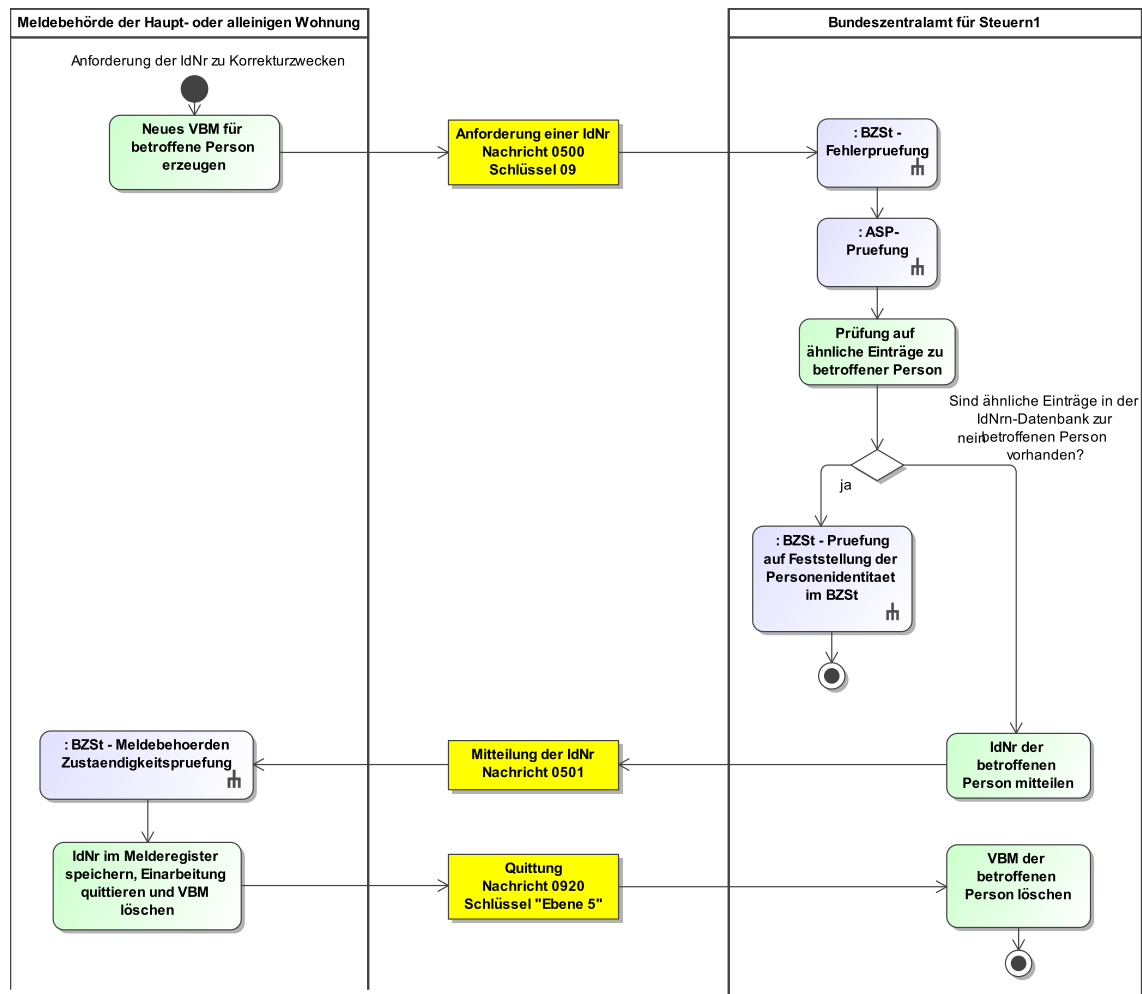 Meldebehörde der Haupt- oder alleinigen Wohnung
Bundeszentralamt für Steuern1
Anforderung der IdNr zu Korrekturzwecken
Neues VBM für
betroffene Person
erzeugen
Anforderung einer IdNr
Nachricht 0500
Schlüssel 09
: BZSt -
Fehlerpruefung
: ASP-
Pruefung
Prüfung auf
ähnliche Einträge zu
betroffener Person
Sind ähnliche Einträge in der
IdNrn-Datenbank zur
betroffenen Person
vorhanden?
nein
ja
: BZSt - Pruefung
auf Feststellung der
Personenidentitaet
im BZSt
: BZSt - Meldebehoerden
Zustaendigkeitspruefung
Mitteilung der IdNr
Nachricht 0501
IdNr der
betroffenen
Person mitteilen
IdNr im Melderegister
speichern, Einarbeitung
quittieren und VBM
löschen
Quittung
Nachricht 0920
Schlüssel "Ebene 5"
VBM der
betroffenen
Person löschen